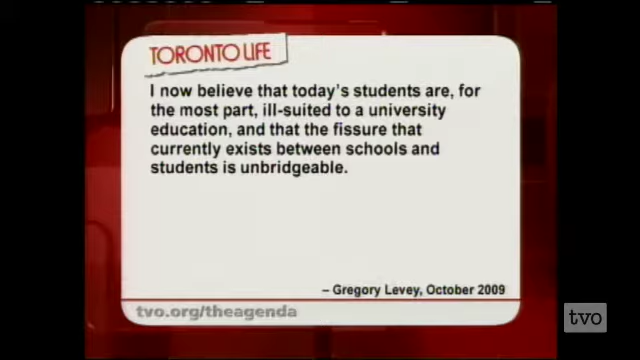 TORONTO LIFE
I now believe that today's students are, for
the most part, ill-suited to a university
education, and that the fissure that
currently exists between schools and
students is unbridgeable.
– Gregory Levey, October 2009
tvo.org/theagenda
tvo